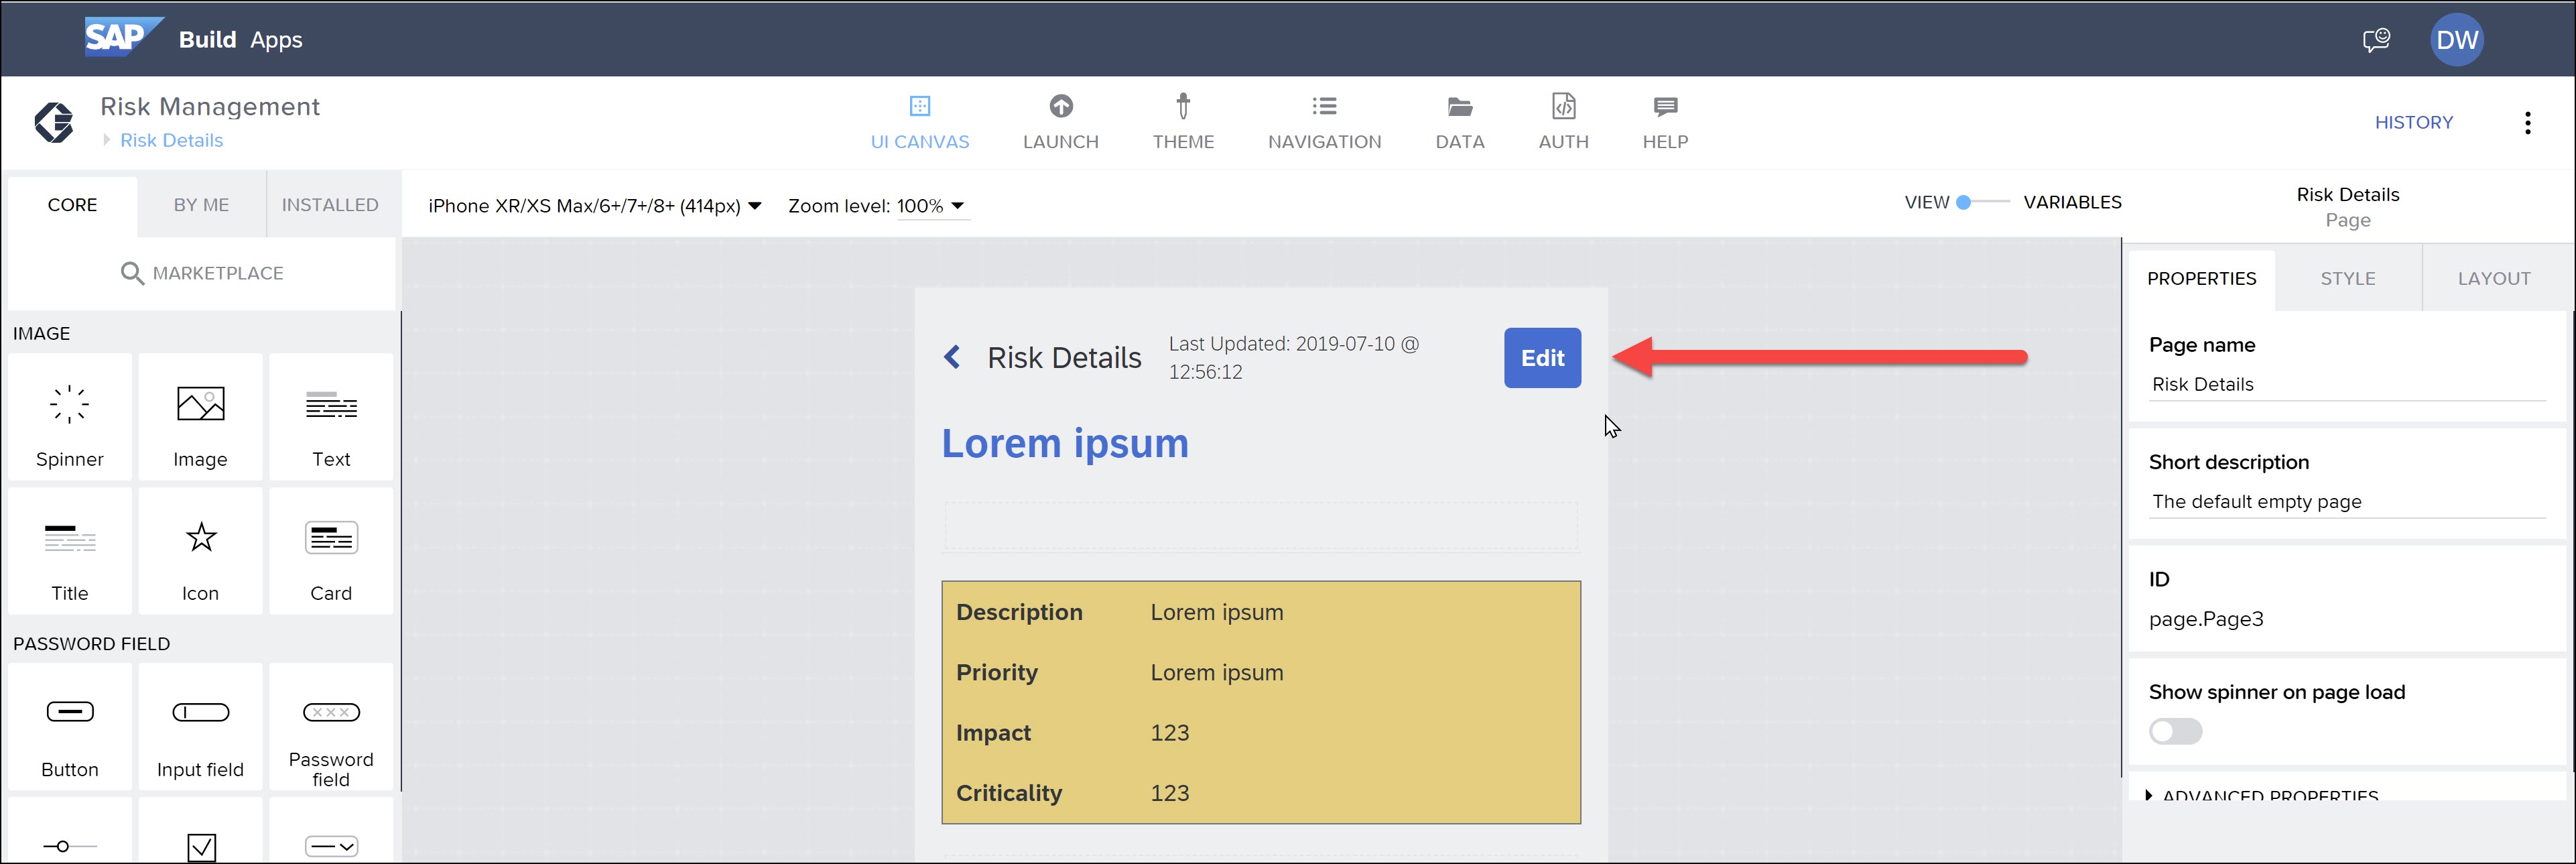 SAP Build Apps
DW
Risk Management
Risk Details
UI CANVAS
LAUNCH
THEME
NAVIGATION
DATA
AUTH
HELP
HISTORY
CORE
BY ME
INSTALLED
iPhone XR/XS Max/6+/7+/8+ (414px)
Zoom level: 100%
VIEW
VARIABLES
Risk Details
Page
MARKETPLACE
IMAGE
Spinner
Image
Text
Title
Icon
Card
PASSWORD FIELD
Button
Input field
Password
field
Risk Details
Last Updated: 2019-07-10 @
12:56:12
Edit
Lorem ipsum
Description Lorem ipsum
Priority Lorem ipsum
Impact 123
Criticality 123
PROPERTIES
STYLE
LAYOUT
Page name
Risk Details
Short description
The default empty page
ID
page.Page3
Show spinner on page load
ADVANCED PROPERTIES